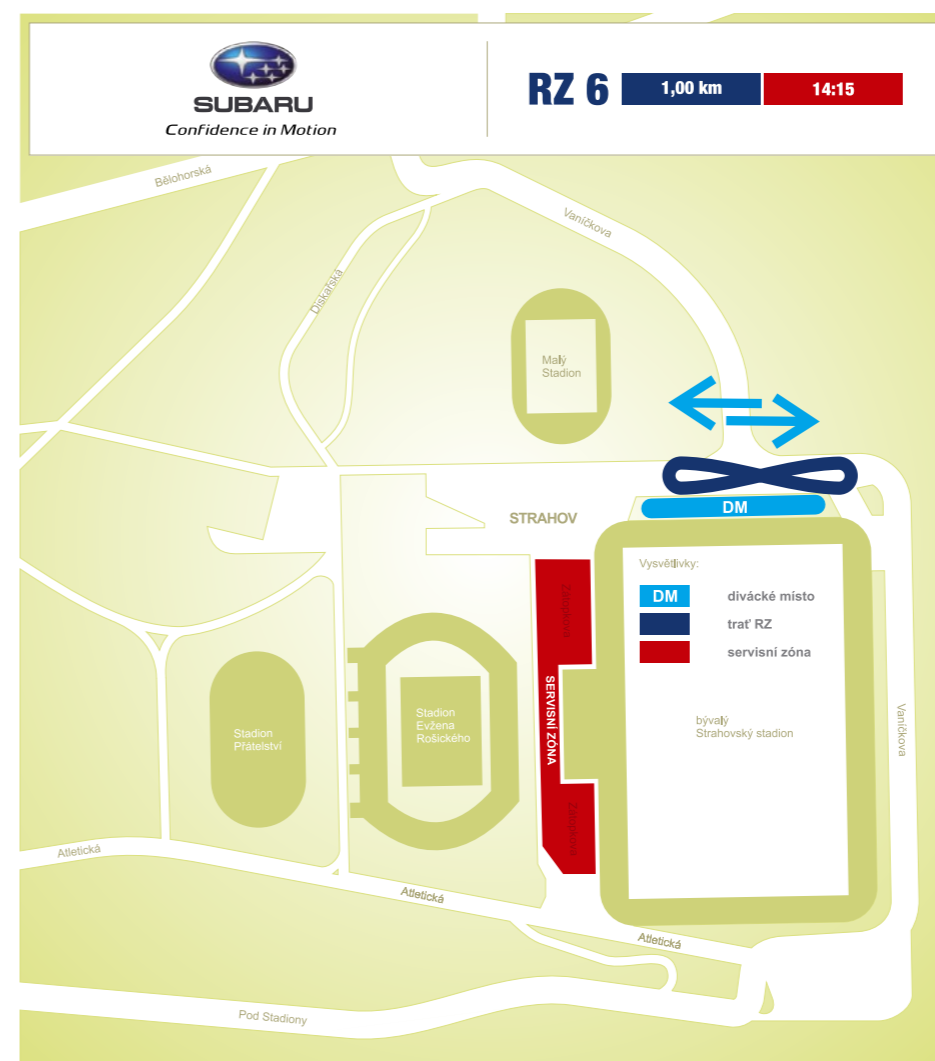 SUBARU
Confidence in Motion
RZ 6
1,00 km
14:15
Bělohorská
Vaníčkova
Diskařská
Malý
Stadion
STRAHOV
DM
Vysvětlivky:
DM
divácké místo
trať RZ
servisní zóna
Zátopkova
SERVISNÍ ZÓNA
Zátopkova
Stadion
Přátelství
Stadion
Evžena
Rošického
bývalý
Strahovský stadion
Vaníčkova
Atletická
Atletická
Atletická
Pod Stadiony